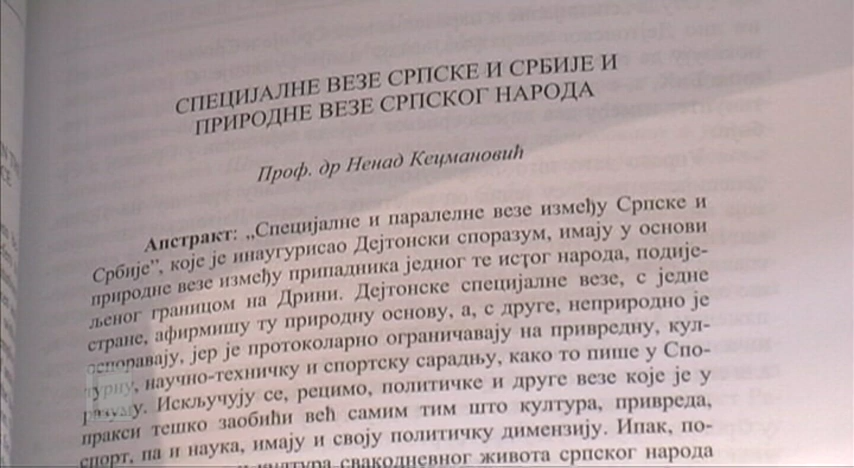 СПЕЦИЈАЛНЕ ВЕЗЕ СРПСКЕ И СРБИЈЕ И
ПРИРОДНЕ ВЕЗЕ СРПСКОГ НАРОДА
Проф. др Ненад Кецмановић
Апстракт: „Специјалне и паралелне везе између Српске и
Србије”, које је инаугурисао Дејтонски споразум, имају у основи
природне везе између припадника једног те истог народа, подије-
љеног границом на Дрини. Дејтонске специјалне везе, с једне
стране, афирмишу ту природну основу, а, с друге, неприродно је
оспоравају, јер је протоколарно ограничавају на привредну, кул-
турну, научно-техничку и спортску сарадњу, како то пише у Спо-
разуму. Искључују се, рецимо, политичке и друге везе које је у
пракси тешко заобићи већ самим тим што култура, привреда,
спорт, па и наука, имају и своју политичку димензију. Ипак, по-
култура свакодневног живота српског народа